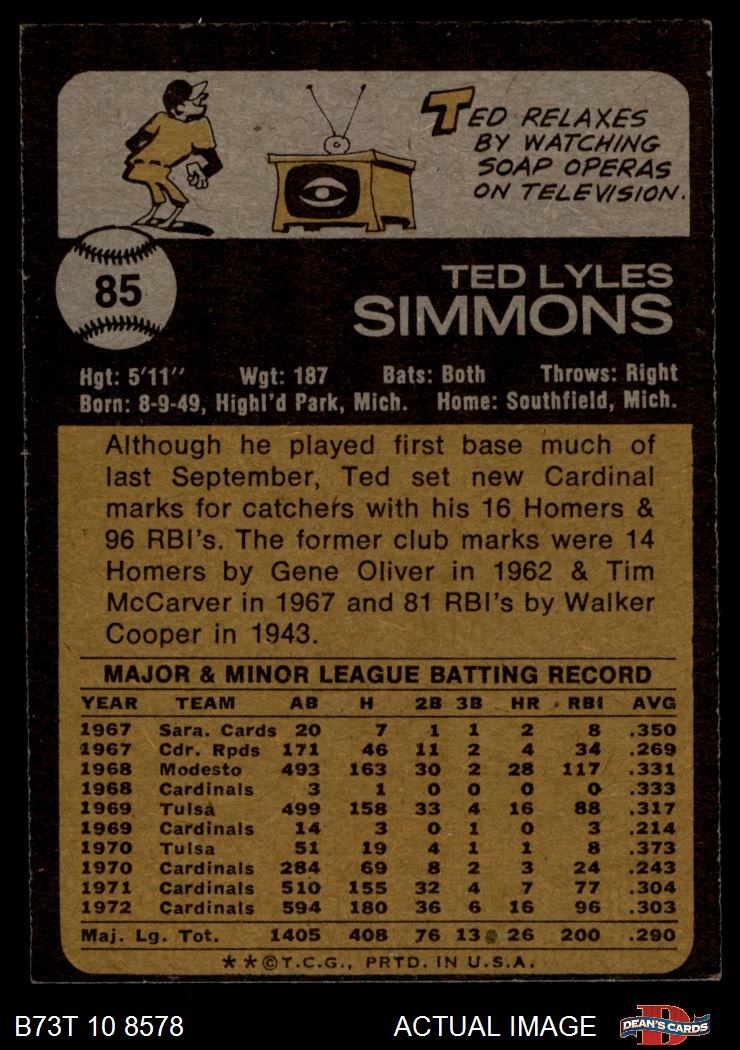 TED RELAXES
BY WATCHING
SOAP OPERAS
ON TELEVISION.
85
TED LYLES
SIMMONS
Hgt: 5'11" Wgt: 187 Bats: Both Throws: Right
Born: 8-9-49, Highl'd Park, Mich. Home: Southfield, Mich.
Although he played first base much of
last September, Ted set new Cardinal
marks for catchers with his 16 Homers &
96 RBI's. The former club marks were 14
Homers by Gene Oliver in 1962 & Tim
McCarver in 1967 and 81 RBI's by Walker
Cooper in 1943.
MAJOR & MINOR LEAGUE BATTING RECORD
YEAR TEAM AB H 2B 3B HR RBI AVG
1967 Sara. Cards 20 7 1 1 2 8 .350
1967 Cdr. Rpds 171 46 11 2 4 34 .269
1968 Modesto 493 163 30 2 28 117 .331
1968 Cardinals 3 1 0 0 0 0 .333
1969 Tulsa 499 158 33 4 16 88 .317
1969 Cardinals 14 3 0 1 0 3 .214
1970 Tulsa 51 19 4 1 1 8 .373
1970 Cardinals 284 69 8 2 3 24 .243
1971 Cardinals 510 155 32 4 7 77 .304
1972 Cardinals 594 180 36 6 16 96 .303
Maj. Lg. Tot. 1405 408 76 13 26 200 .290
**©T.C.G., PRTD. IN U.S.A.
B73T 10 8578 ACTUAL IMAGE DEAN'S CARDS